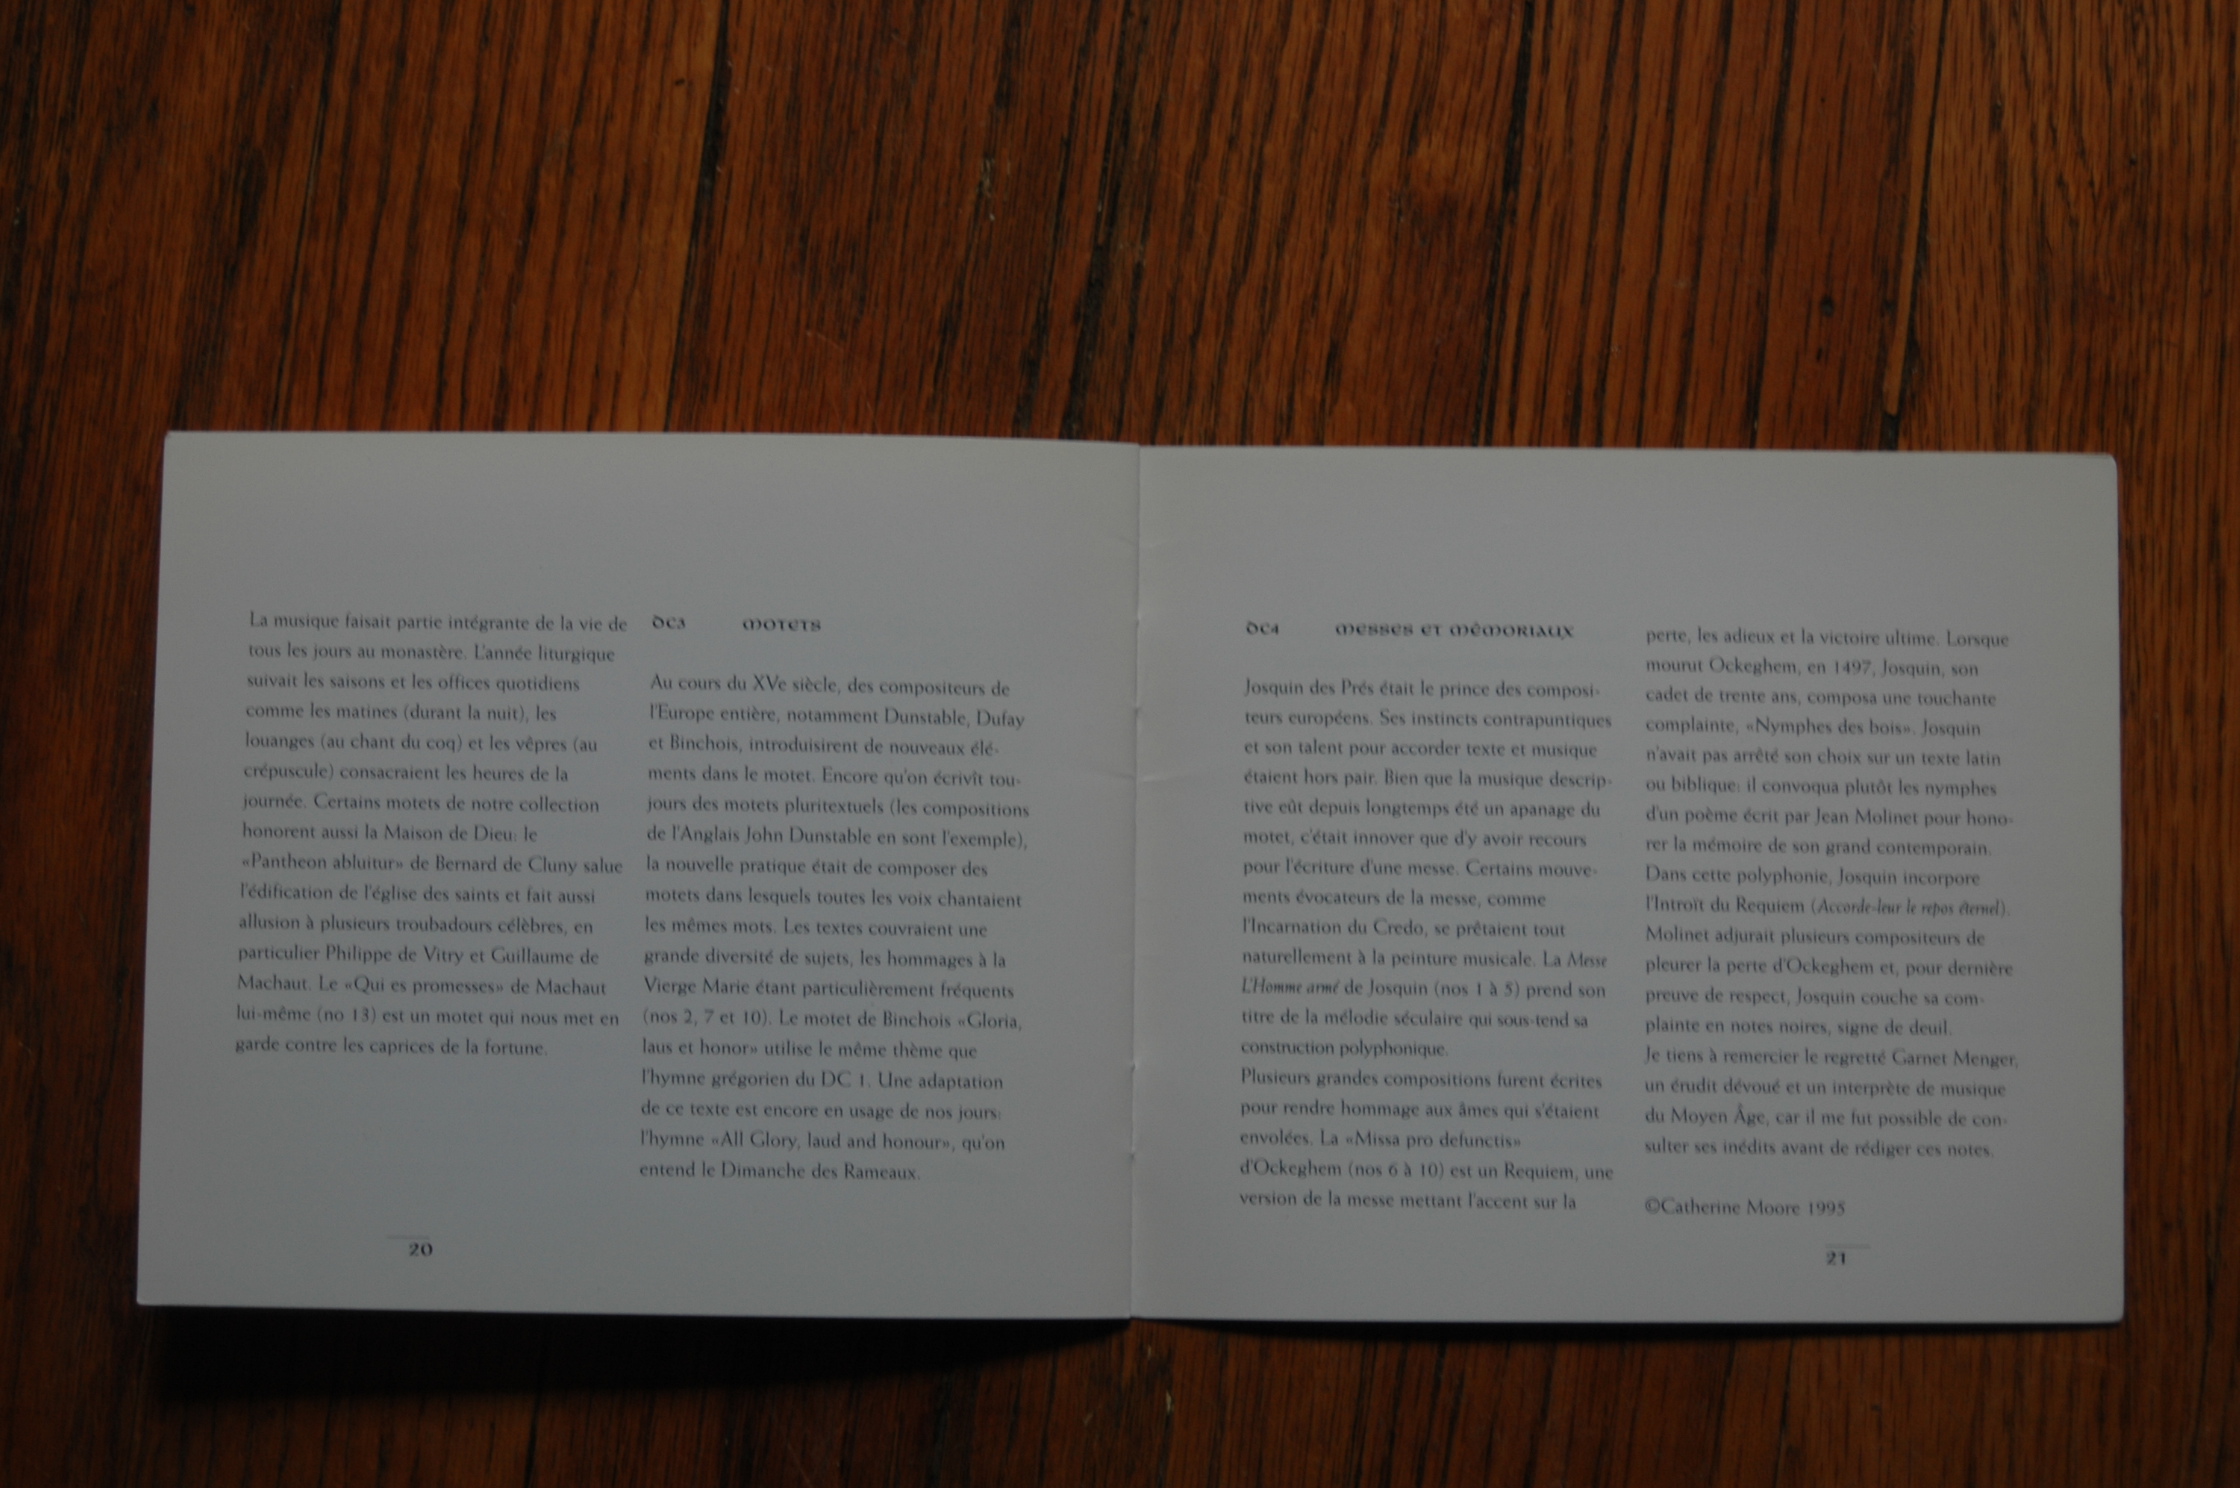 La musique faisait partie intégrante de la vie de
tous les jours au monastère. L'année liturgique
suivait les saisons et les offices quotidiens
comme les matines (durant la nuit), les
louanges (au chant du coq) et les vêpres (au
crépuscule) consacraient les heures de la
journée. Certains motets de notre collection
honorent aussi la Maison de Dieu: le
«Pantheon abluitur» de Bernard de Cluny salue
l'édification de l'église des saints et fait aussi
allusion à plusieurs troubadours célèbres, en
particulier Philippe de Vitry et Guillaume de
Machaut. Le «Qui es promesses» de Machaut
lui-même (no 13) est un motet qui nous met en
garde contre les caprices de la fortune.
DC3 MOTETS
Au cours du XVe siècle, des compositeurs de
l'Europe entière, notamment Dunstable, Dufay
et Binchois, introduisirent de nouveaux élé-
ments dans le motet. Encore qu'on écrivît tou-
jours des motets pluritextuels (les compositions
de l'Anglais John Dunstable en sont l'exemple),
la nouvelle pratique était de composer des
motets dans lesquels toutes les voix chantaient
les mêmes mots. Les textes couvraient une
grande diversité de sujets, les hommages à la
Vierge Marie étant particulièrement fréquents
(nos 2, 7 et 10). Le motet de Binchois «Gloria,
laus et honor» utilise le même thème que
l'hymne grégorien du DC 1. Une adaptation
de ce texte est encore en usage de nos jours:
l'hymne «All Glory, laud and honour», qu'on
entend le Dimanche des Rameaux.
20
DC4 MESSES ET MÉMORIAUX
Josquin des Prés était le prince des composi-
teurs européens. Ses instincts contrapuntiques
et son talent pour accorder texte et musique
étaient hors pair. Bien que la musique descrip-
tive eût depuis longtemps été un apanage du
motet, c'était innover que d'y avoir recours
pour l'écriture d'une messe. Certains mouve-
ments évocateurs de la messe, comme
l'Incarnation du Credo, se prêtaient tout
naturellement à la peinture musicale. La Messe
L'Homme armé de Josquin (nos 1 à 5) prend son
titre de la mélodie séculaire qui sous-tend sa
construction polyphonique.
Plusieurs grandes compositions furent écrites
pour rendre hommage aux âmes qui s'étaient
envolées. La «Missa pro defunctis»
d'Ockeghem (nos 6 à 10) est un Requiem, une
version de la messe mettant l'accent sur la
perte, les adieux et la victoire ultime. Lorsque
mourut Ockeghem, en 1497, Josquin, son
cadet de trente ans, composa une touchante
complainte, «Nymphes des bois». Josquin
n'avait pas arrêté son choix sur un texte latin
ou biblique: il convoqua plutôt les nymphes
d'un poème écrit par Jean Molinet pour hono-
rer la mémoire de son grand contemporain.
Dans cette polyphonie, Josquin incorpore
l'Introït du Requiem (Accorde-leur le repos éternel).
Molinet adjurait plusieurs compositeurs de
pleurer la perte d'Ockeghem et, pour dernière
preuve de respect, Josquin couche sa com-
plainte en notes noires, signe de deuil.
Je tiens à remercier le regretté Garnet Menger,
un érudit dévoué et un interprète de musique
du Moyen Âge, car il me fut possible de con-
sulter ses inédits avant de rédiger ces notes.
©Catherine Moore 1995
21